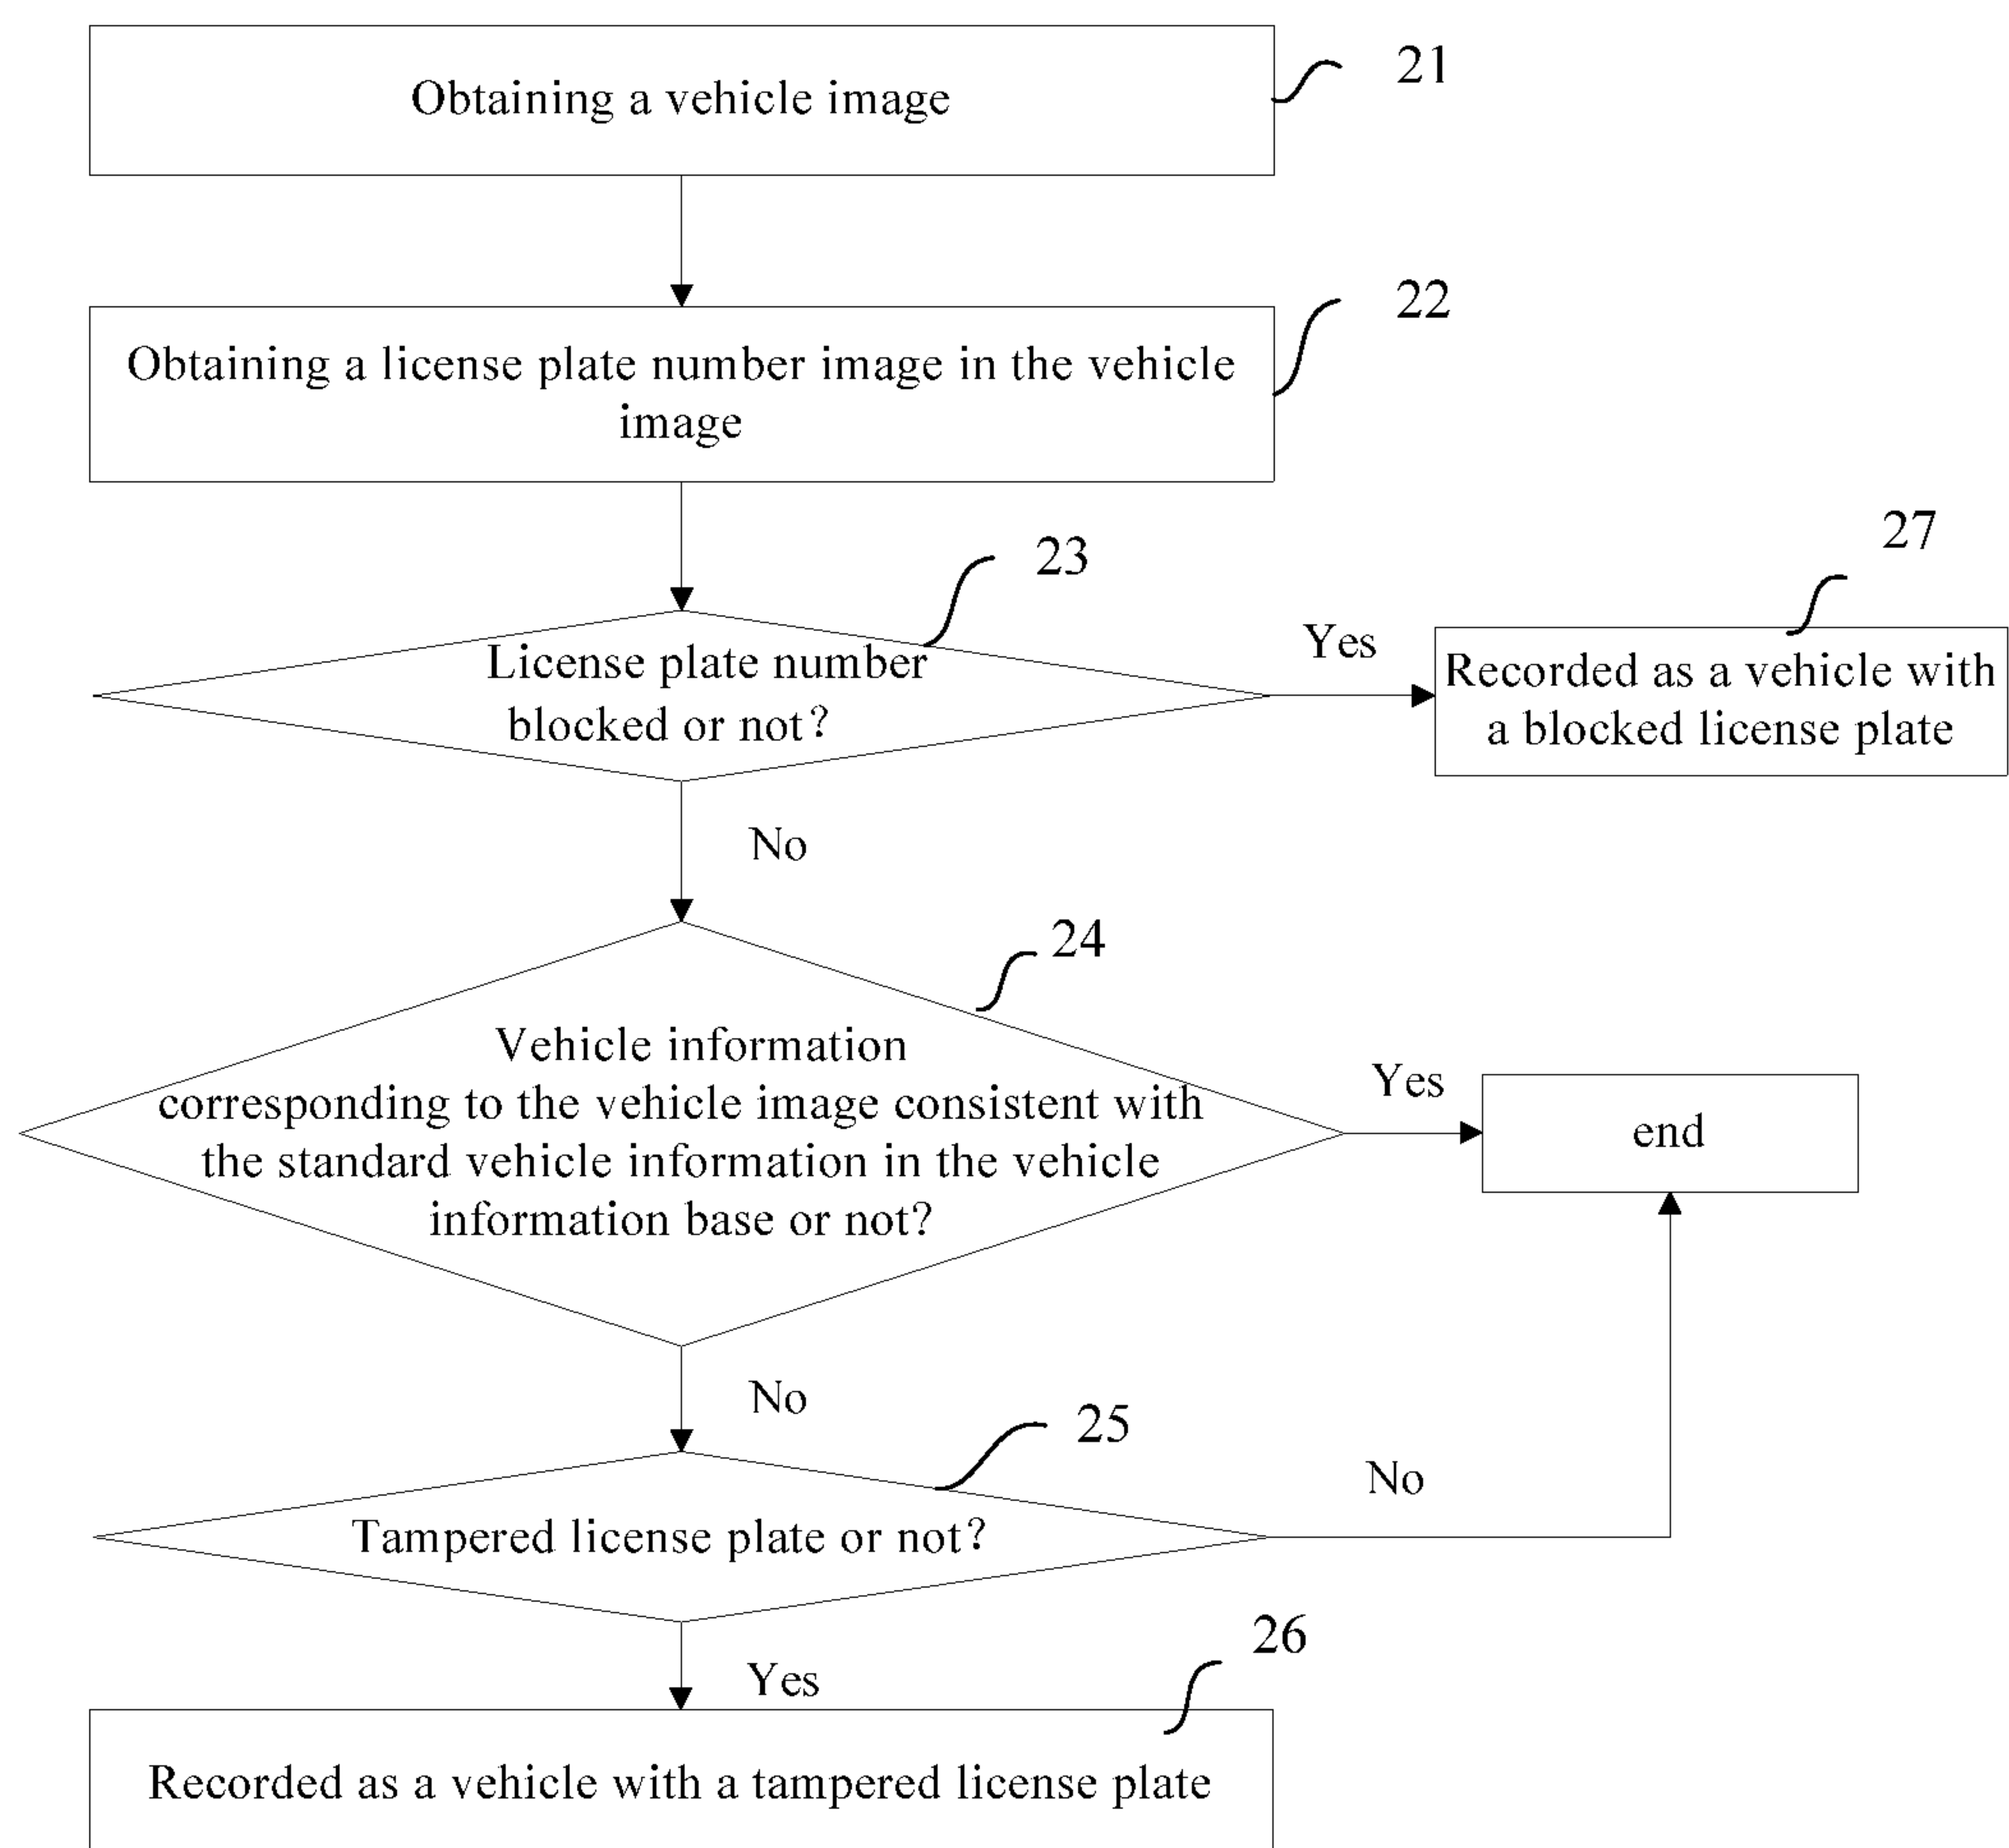 Obtaining a vehicle image
21
Obtaining a license plate number image in the vehicle
image
22
License plate number
blocked or not?
23
Yes
Recorded as a vehicle with
a blocked license plate
27
No
Vehicle information
corresponding to the vehicle image consistent with
the standard vehicle information in the vehicle
information base or not?
24
Yes
end
No
Tampered license plate or not?
25
No
Yes
Recorded as a vehicle with a tampered license plate
26